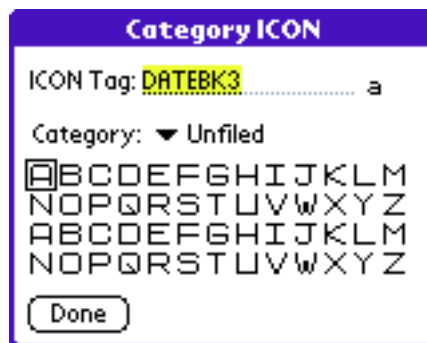 Category ICON
ICON Tag: DATEBK3 a
Category: Unfiled
ABCDEFGHIJKLM
NOPQRSTUVWXYZ
ABCDEFGHIJKLM
NOPQRSTUVWXYZ
Done